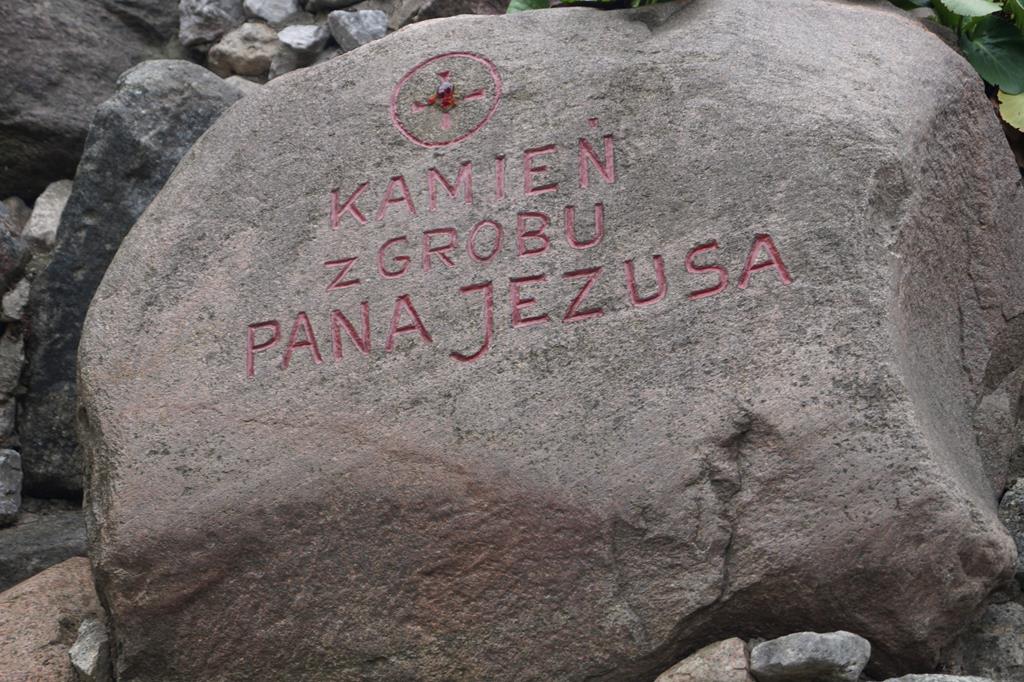 KAMIEŃ
z GROBU
PANA JEZUSA